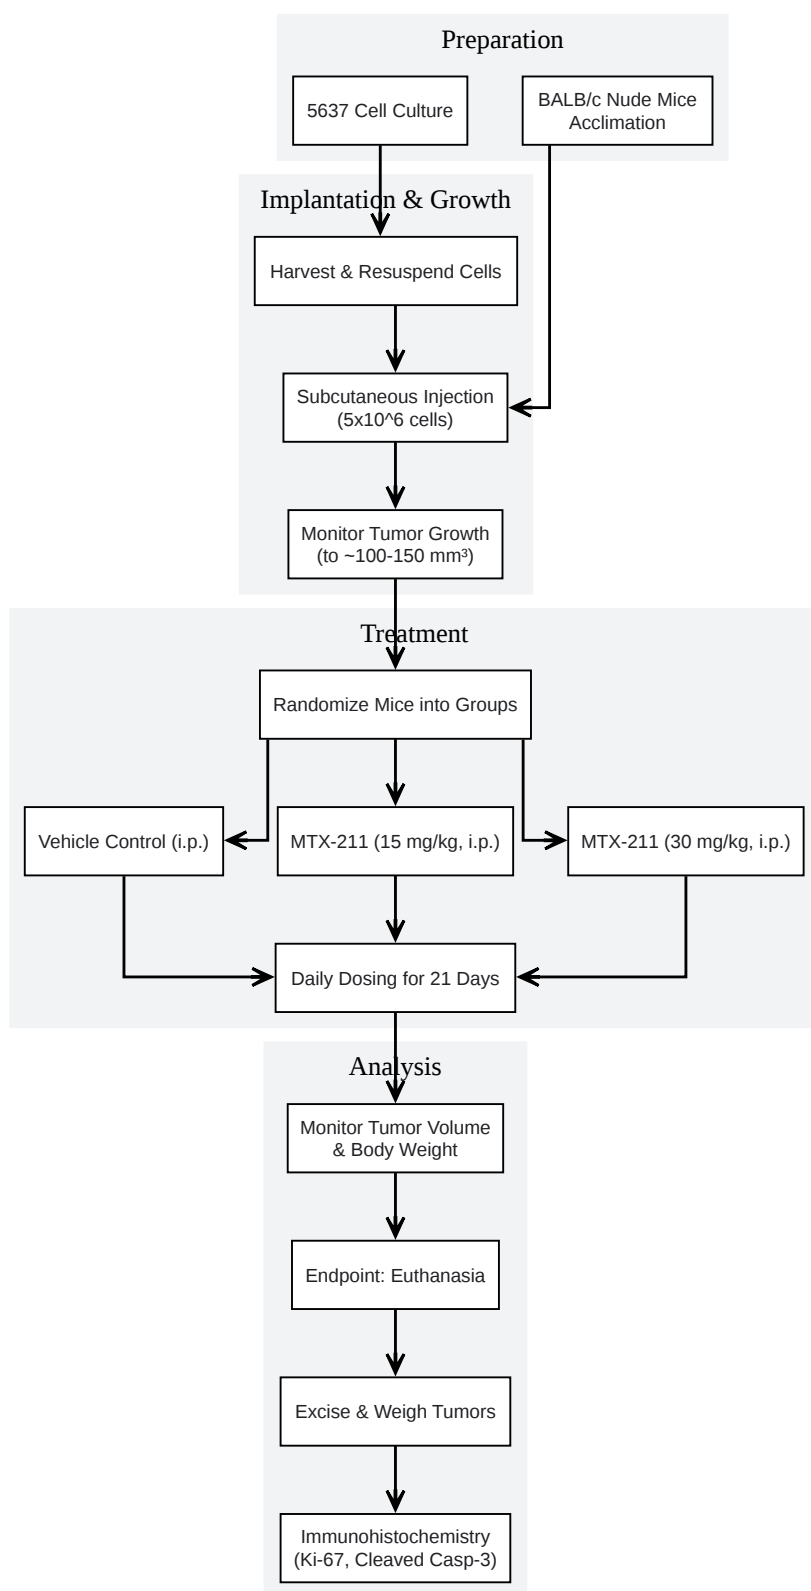 Preparation
5637 Cell Culture
BALB/c Nude Mice
Acclimation
Implantation & Growth
Harvest & Resuspend Cells
Subcutaneous Injection
(5x10^6 cells)
Monitor Tumor Growth
(to ~100-150 mm³)
Treatment
Randomize Mice into Groups
Vehicle Control (i.p.)
MTX-211 (15 mg/kg, i.p.)
MTX-211 (30 mg/kg, i.p.)
Daily Dosing for 21 Days
Analysis
Monitor Tumor Volume
& Body Weight
Endpoint: Euthanasia
Excise & Weigh Tumors
Immunohistochemistry
(Ki-67, Cleaved Casp-3)